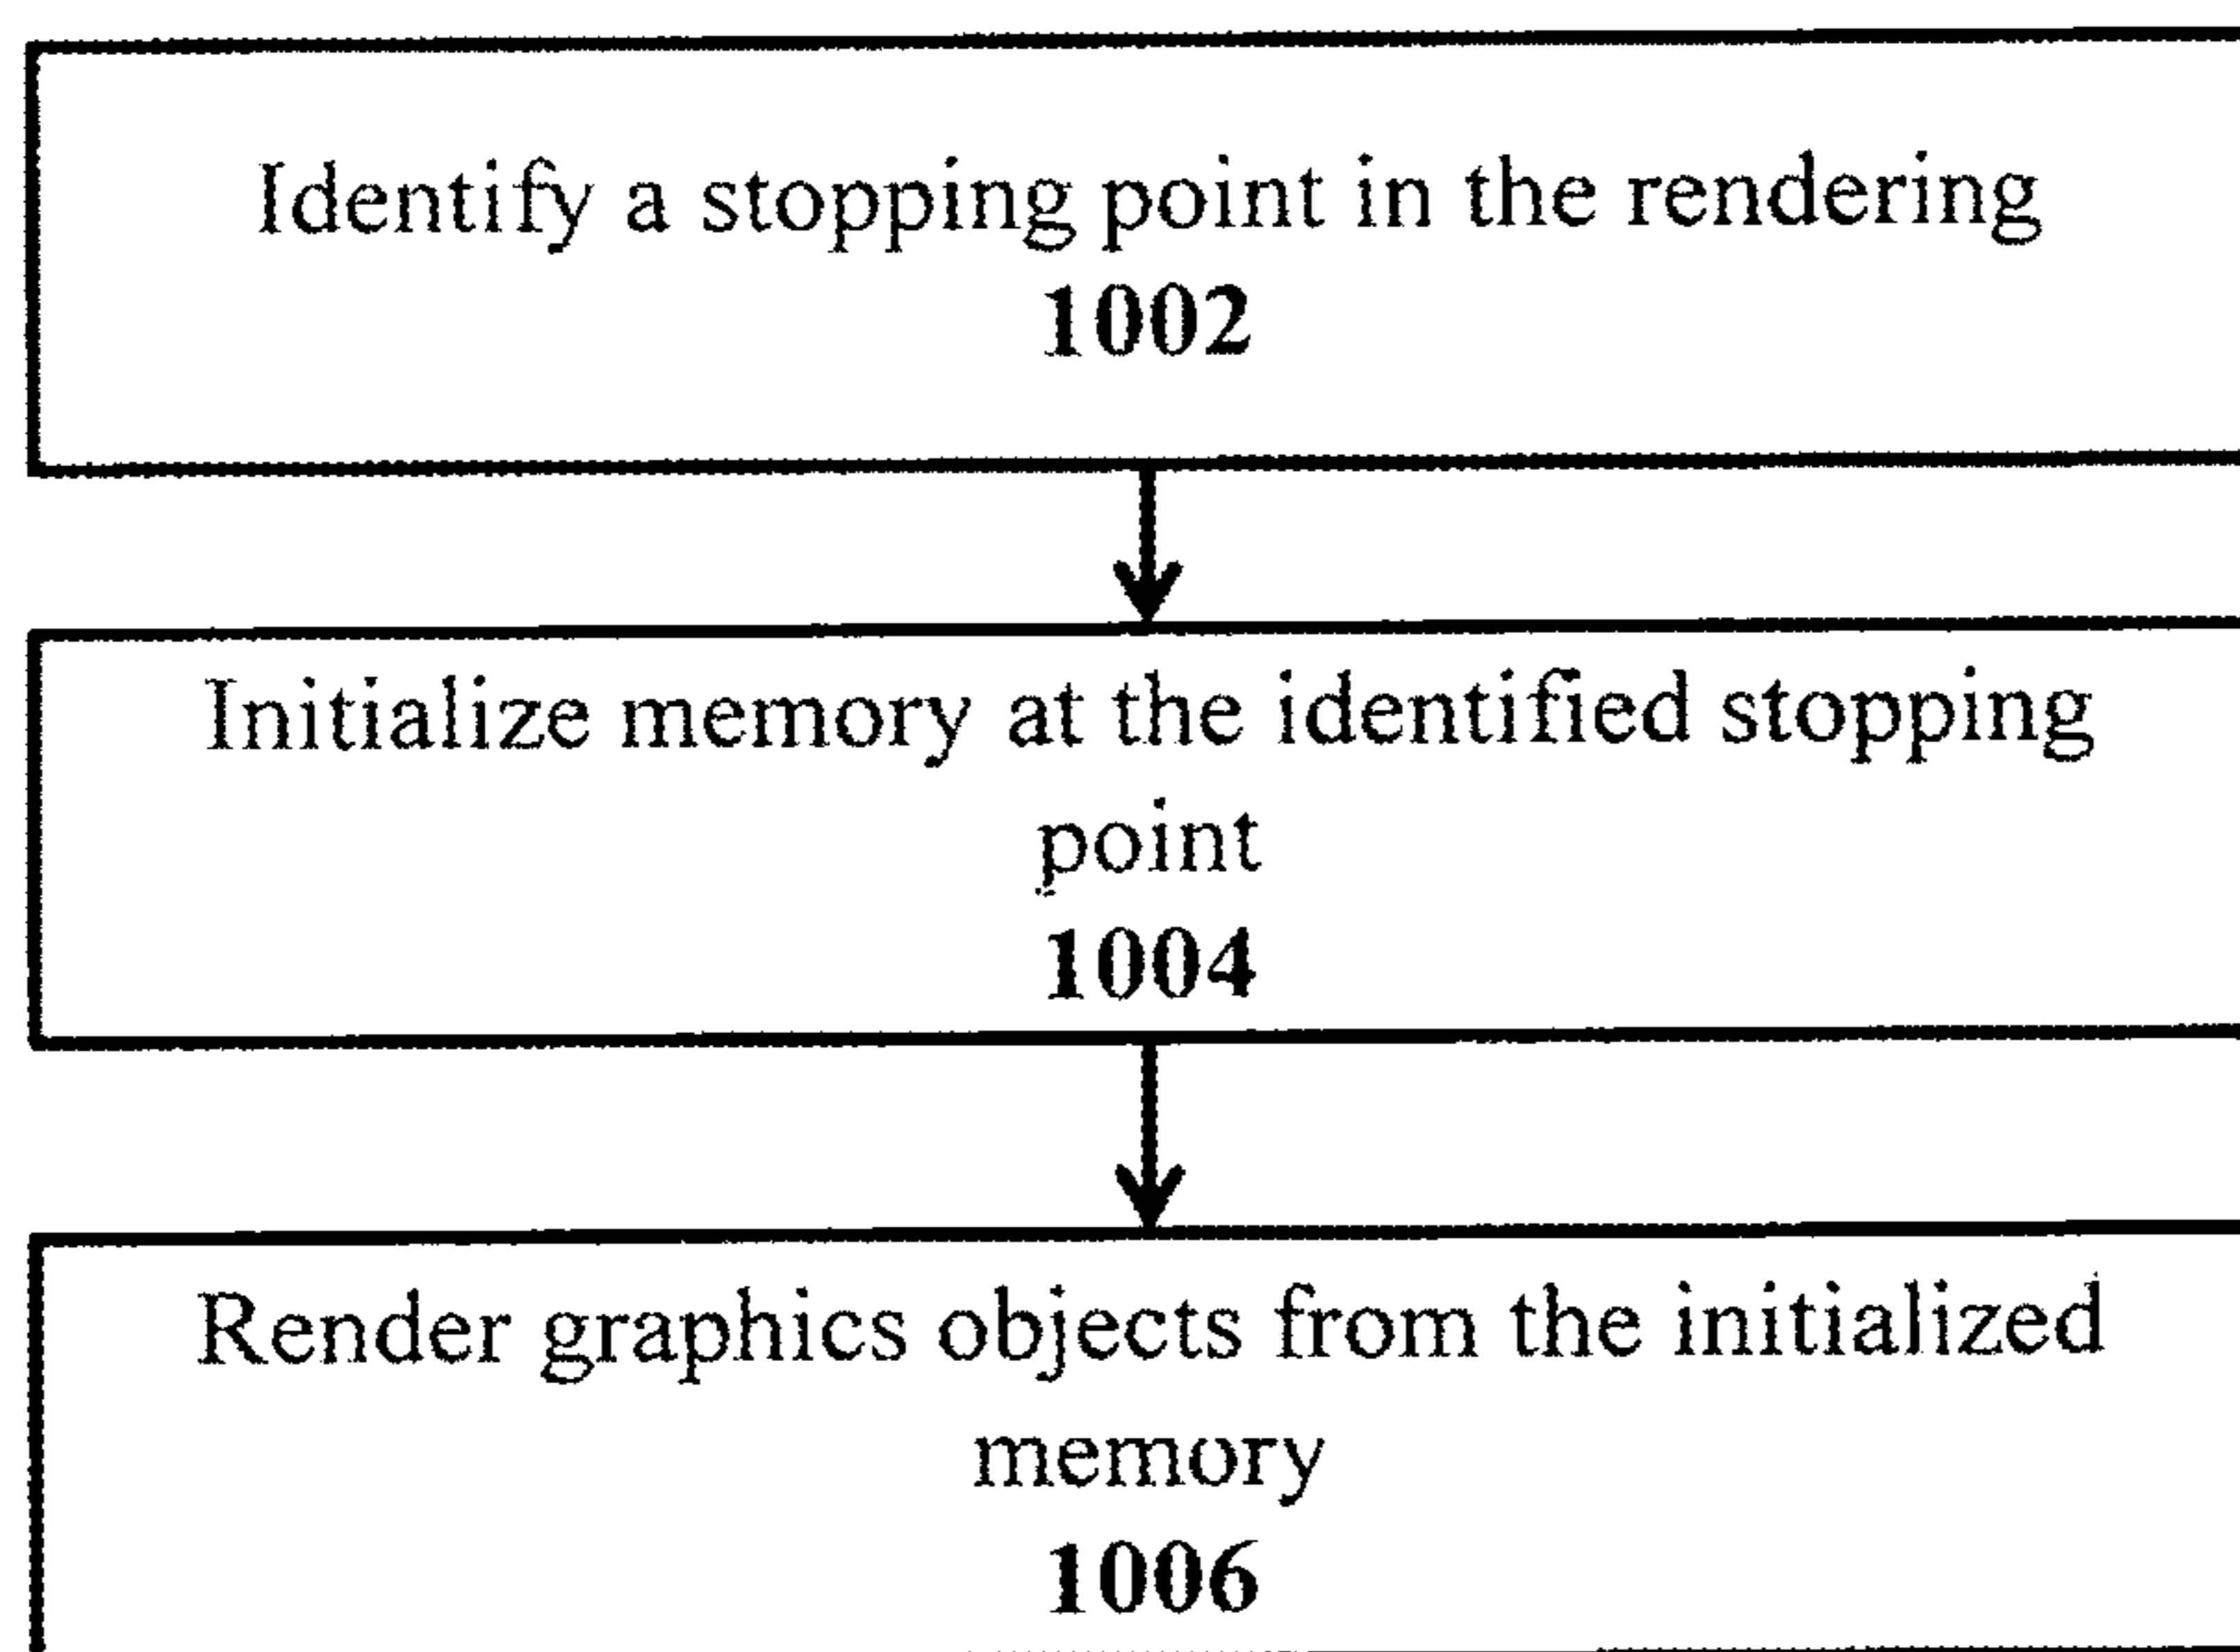 Identify a stopping point in the rendering
1002
Initialize memory at the identified stopping
point
1004
Render graphics objects from the initialized
memory
1006